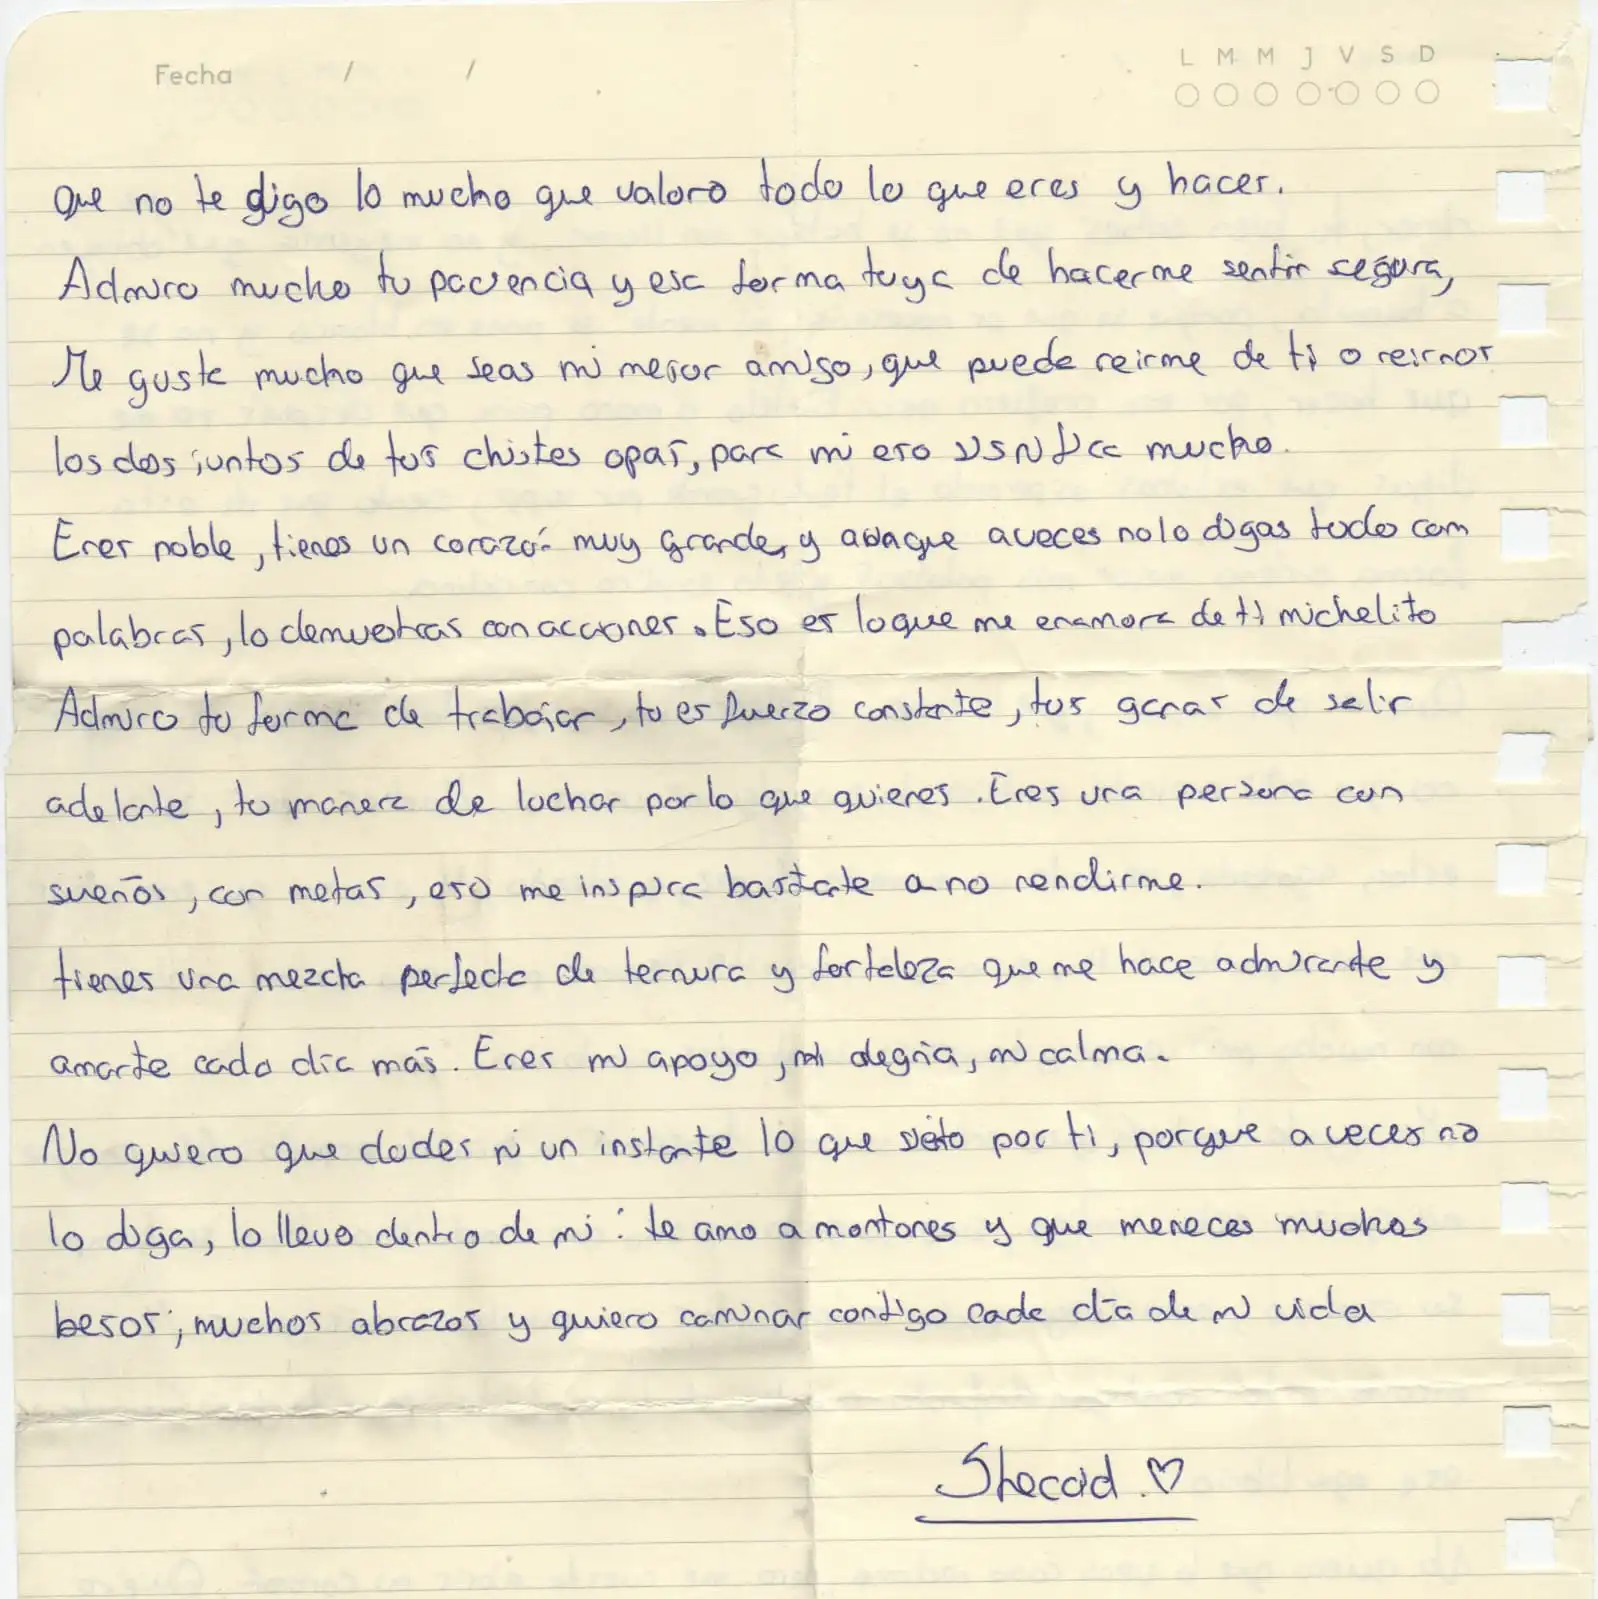 Fecha / /
L M M J V S D
que no te digo lo mucho que valoro todo lo que eres y haces.
Admiro mucho tu paciencia y esa forma tuya de hacerme sentir segura,
Me gusta mucho que seas mi mejor amigo, que puede reirme de ti o reirnos
los dos juntos de tus chistes opas, para mi eso significa mucho.
Eres noble, tienes un corazón muy grande, y aunque aveces no lo digas todo com
palabras, lo demuestras con acciones. Eso es lo que me enamora de ti michelito
Admiro tu forma de trabajar, tu esfuerzo constante, tus ganas de salir
adelante, tu manera de luchar por lo que quieres. Eres una persona con
sueños, con metas, eso me inspira bastante a no rendirme.
tienes una mezcla perfecta de ternura y fortaleza que me hace admirarte y
amarte cada día más. Eres mi apoyo, mi alegría, mi calma.
No quiero que dudes ni un instante lo que siento por ti, porque a veces no
lo diga, lo llevo dentro de mi: te amo a montones y que mereces muchos
besos; muchos abrazos y quiero caminar contigo cada día de mi vida
Shecaid. ♡